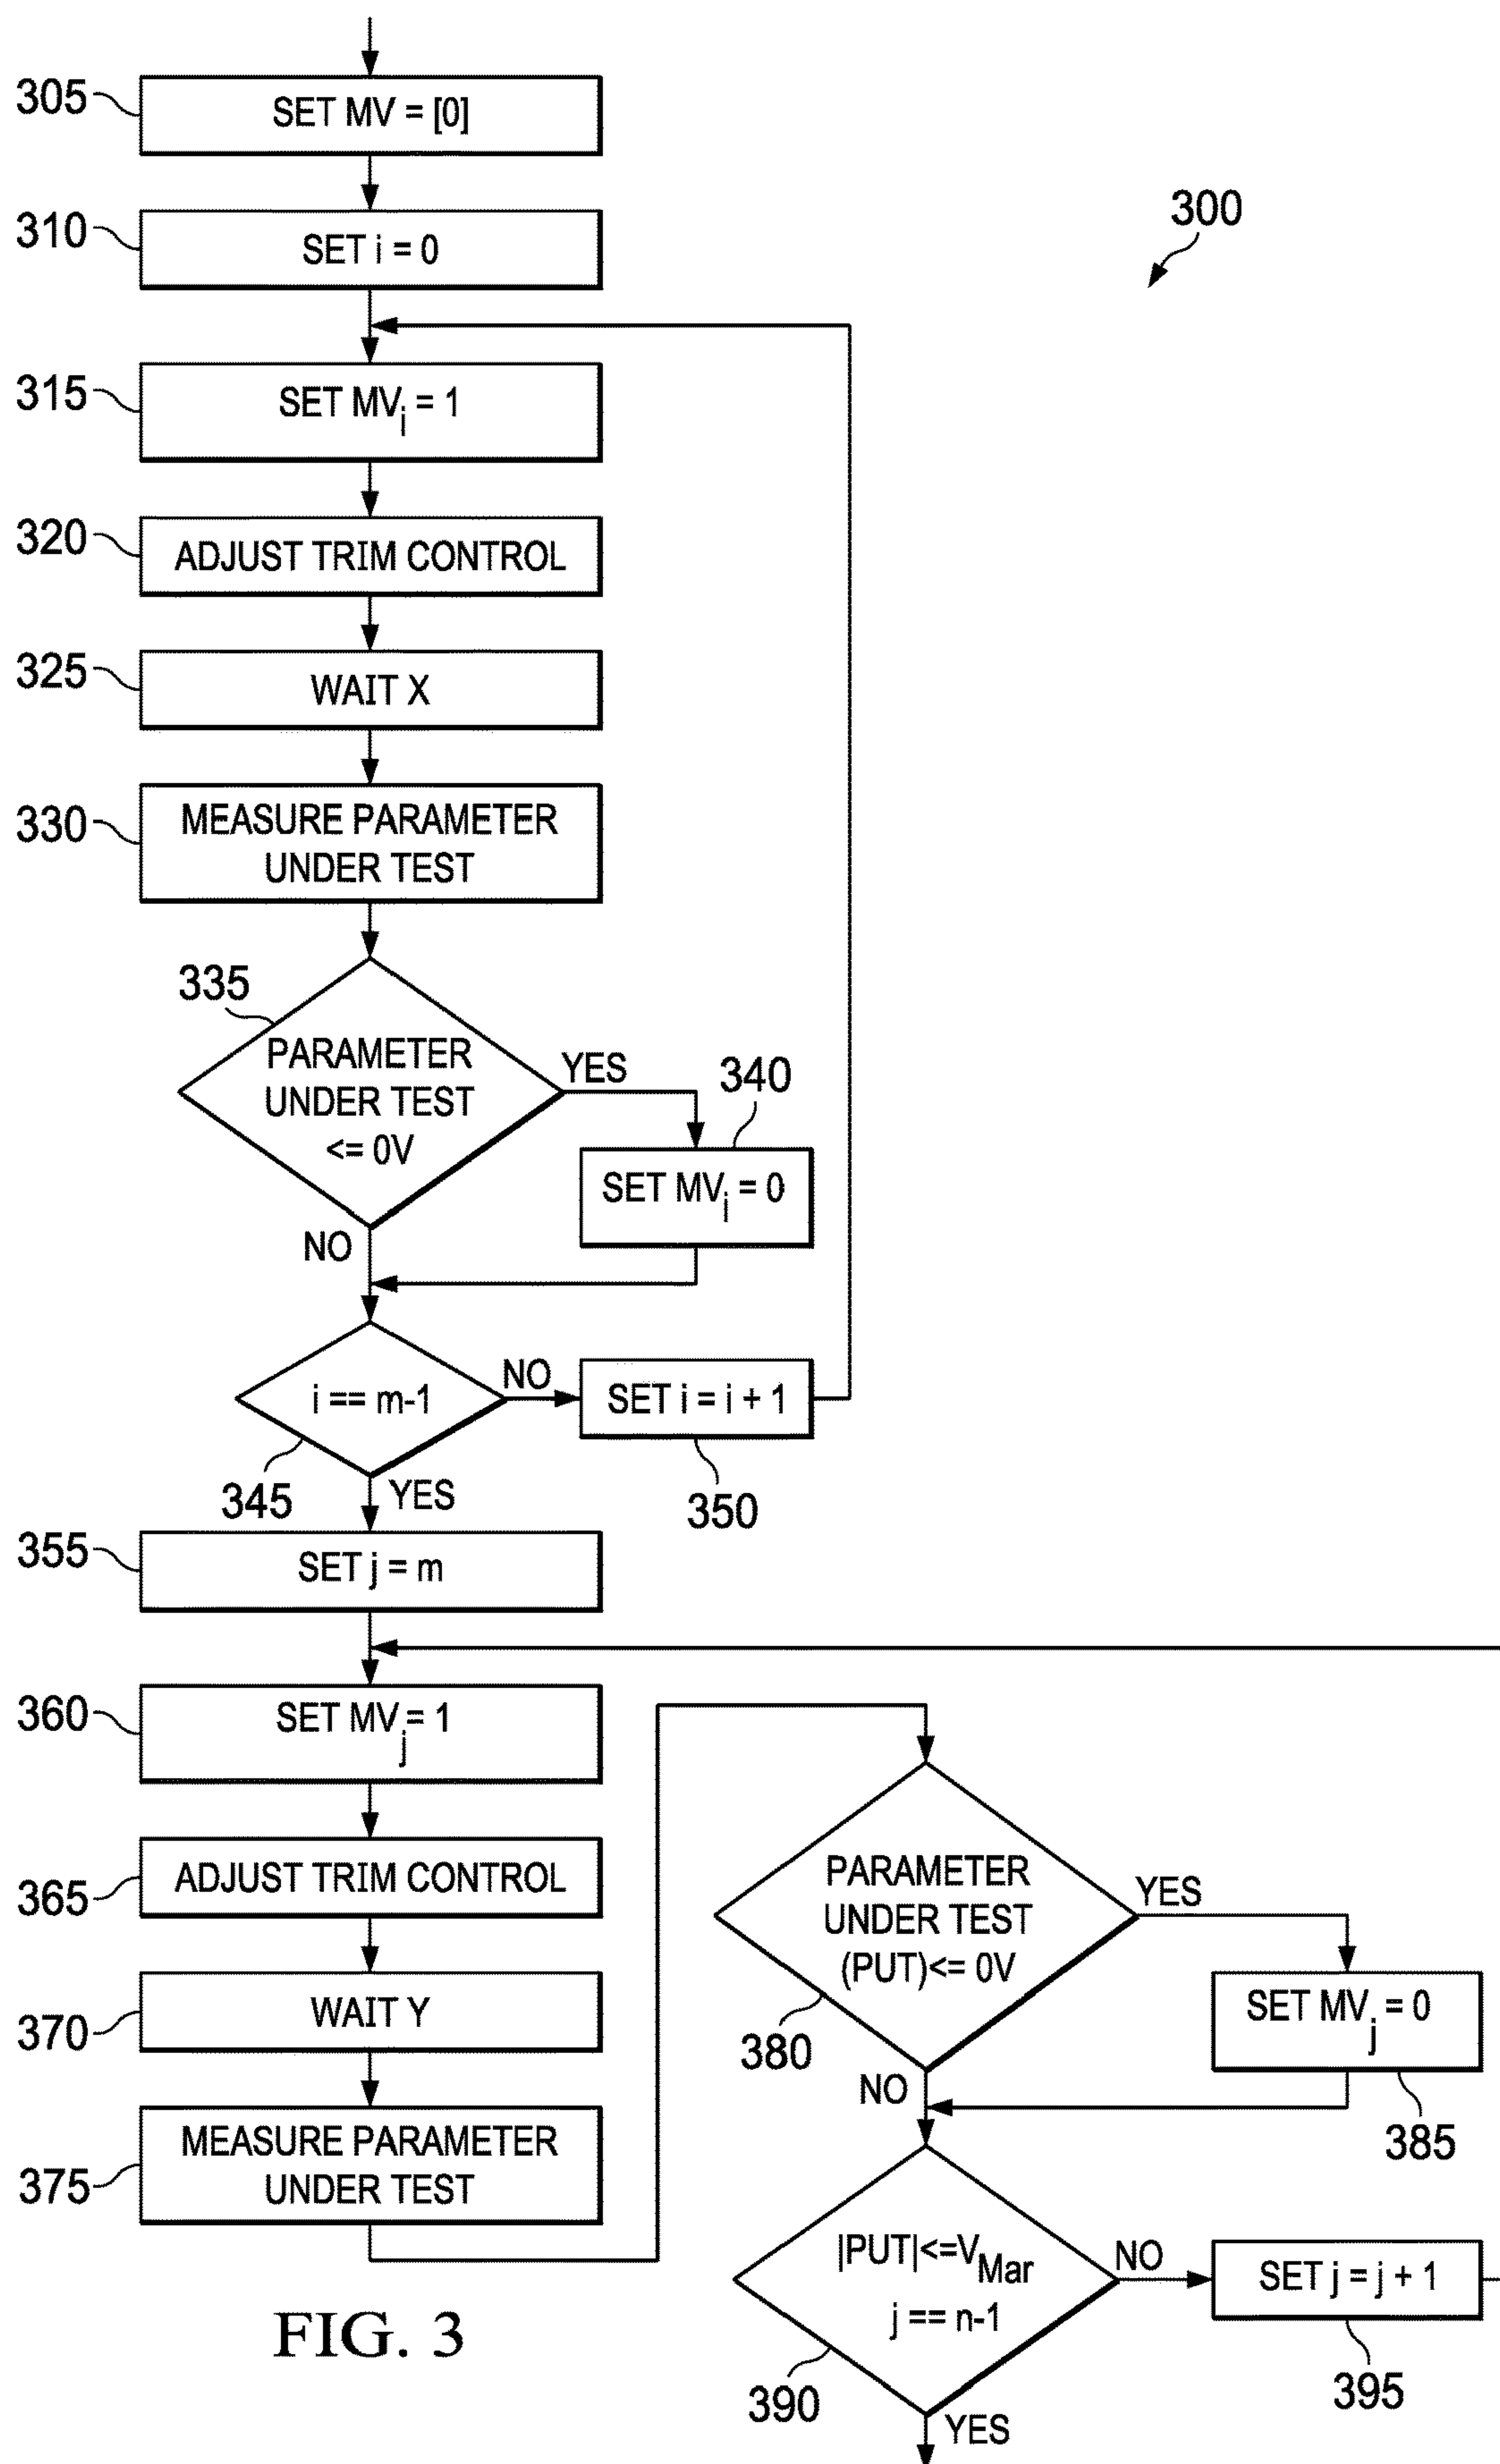 305
SET MV = [0]
310
SET i = 0
300
315
SET MVi = 1
320
ADJUST TRIM CONTROL
325
WAIT X
330
MEASURE PARAMETER
UNDER TEST
335
PARAMETER
UNDER TEST
<= 0V
YES
340
SET MVi = 0
NO
i == m-1
NO
SET i = i + 1
345
YES
350
355
SET j = m
360
SET MVj = 1
365
ADJUST TRIM CONTROL
370
WAIT Y
375
MEASURE PARAMETER
UNDER TEST
PARAMETER
UNDER TEST
(PUT)<= 0V
YES
380
SET MVj = 0
NO
385
|PUT|<=VMar
j == n-1
NO
SET j = j + 1
390
395
YES
FIG. 3